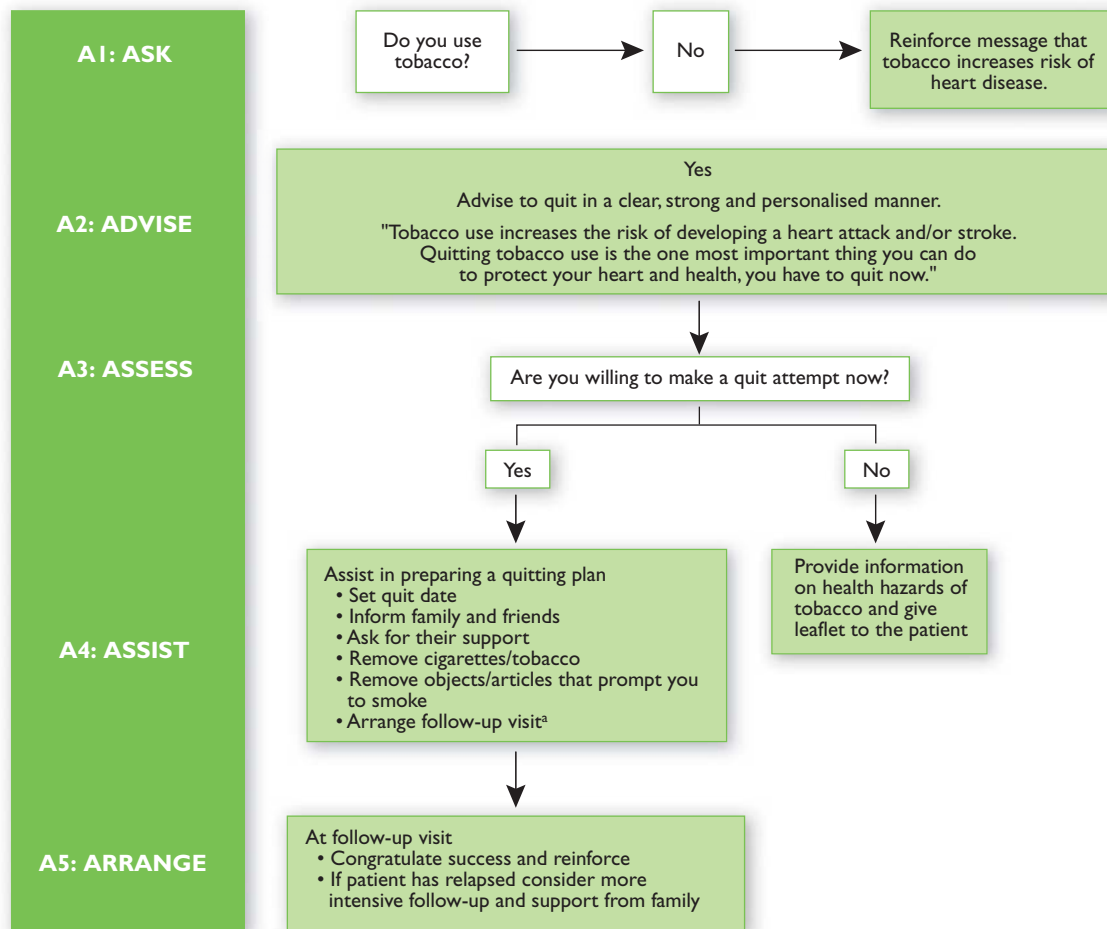 A1: ASK
Do you use
tobacco?
No
Reinforce message that
tobacco increases risk of
heart disease.
A2: ADVISE
Yes
Advise to quit in a clear, strong and personalised manner.
"Tobacco use increases the risk of developing a heart attack and/or stroke.
Quitting tobacco use is the one most important thing you can do
to protect your heart and health, you have to quit now."
A3: ASSESS
Are you willing to make a quit attempt now?
Yes
No
A4: ASSIST
Assist in preparing a quitting plan
• Set quit date
• Inform family and friends
• Ask for their support
• Remove cigarettes/tobacco
• Remove objects/articles that prompt you
to smoke
• Arrange follow-up visitᵃ
Provide information
on health hazards of
tobacco and give
leaflet to the patient
A5: ARRANGE
At follow-up visit
• Congratulate success and reinforce
• If patient has relapsed consider more
intensive follow-up and support from family